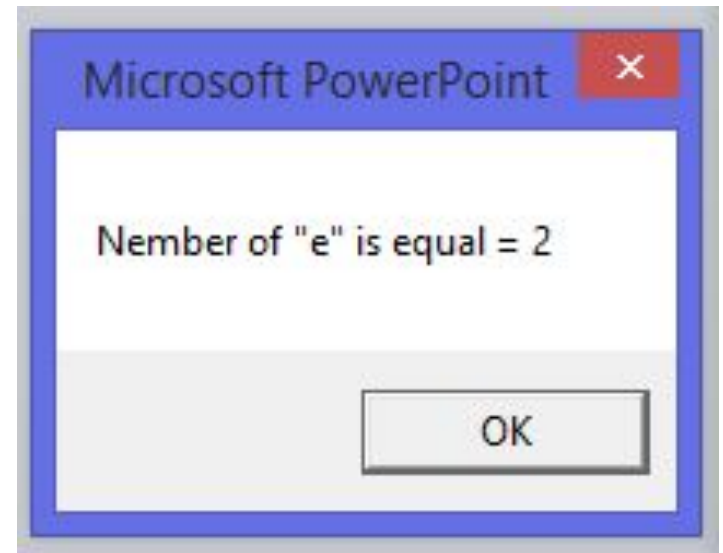 Microsoft PowerPoint
Nember of "e" is equal = 2
OK